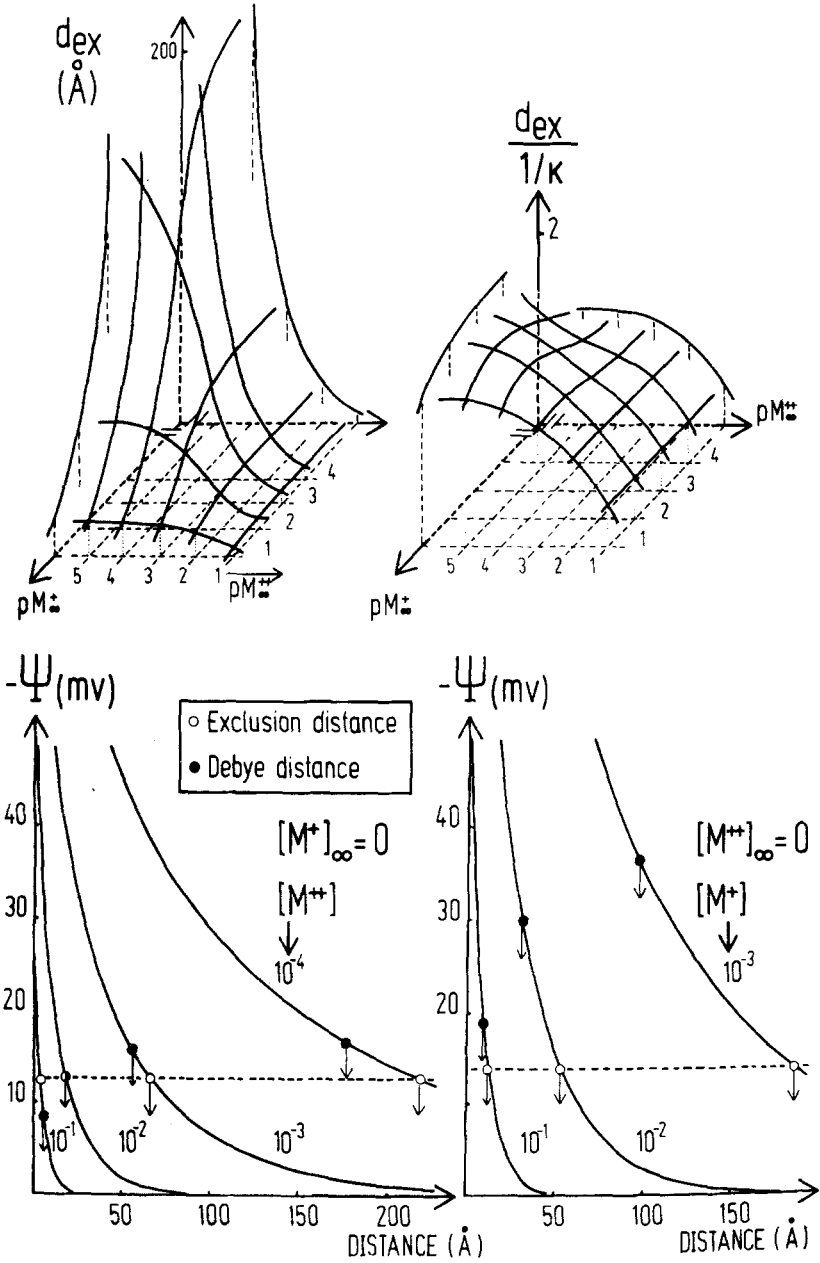 dex
(Å)
200
4
3
2
1
5 4 3 2 1
pM⁺∞
pM⁺⁺∞
dex
1/κ
2
pM⁺⁺∞
4
3
2
1
5 4 3 2 1
pM⁺∞
-Ψ(mv)
○ Exclusion distance
● Debye distance
40
30
20
10
[M⁺]∞=0
[M⁺⁺]
↓
10⁻⁴
10⁻¹
10⁻²
10⁻³
50 100 150 200
DISTANCE (Å)
-Ψ(mv)
40
30
20
[M⁺⁺]∞=0
[M⁺]
↓
10⁻³
10⁻¹
10⁻²
50 100 150
DISTANCE (Å)